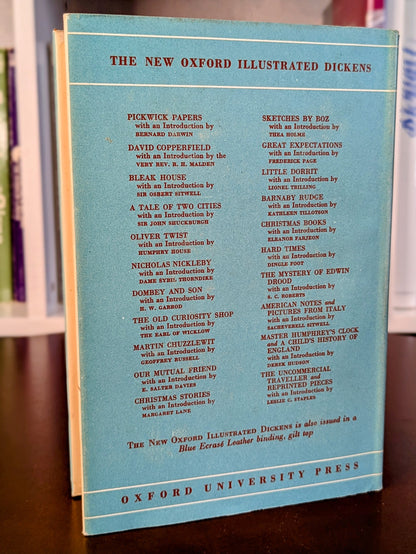 THE NEW OXFORD ILLUSTRATED DICKENS
PICKWICK PAPERS
with an Introduction by
BERNARD DARWIN
DAVID COPPERFIELD
with an Introduction by the
VERY REV. R. H. MALDEN
BLEAK HOUSE
with an Introduction by
SIR OSBERT SITWELL
A TALE OF TWO CITIES
with an Introduction by
SIR JOHN SHUCKBURGH
OLIVER TWIST
with an Introduction by
HUMPHRY HOUSE
NICHOLAS NICKLEBY
with an Introduction by
DAME SYBIL THORNDIKE
DOMBEY AND SON
with an Introduction by
H. W. GARROD
THE OLD CURIOSITY SHOP
with an Introduction by
THE EARL OF WICKLOW
MARTIN CHUZZLEWIT
with an Introduction by
GEOFFREY RUSSELL
OUR MUTUAL FRIEND
with an Introduction by
E. SALTER DAVIES
CHRISTMAS STORIES
with an Introduction by
MARGARET LANE
SKETCHES BY BOZ
with an Introduction by
THEA HOLME
GREAT EXPECTATIONS
with an Introduction by
FREDERICK PAGE
LITTLE DORRIT
with an Introduction by
LIONEL TRILLING
BARNABY RUDGE
with an Introduction by
KATHLEEN TILLOTSON
CHRISTMAS BOOKS
with an Introduction by
ELEANOR FARJEON
HARD TIMES
with an Introduction by
DINGLE FOOT
THE MYSTERY OF EDWIN
DROOD
with an Introduction by
S. C. ROBERTS
AMERICAN NOTES and
PICTURES FROM ITALY
with an Introduction by
SACHEVERELL SITWELL
MASTER HUMPHREY'S CLOCK
and A CHILD'S HISTORY OF
ENGLAND
with an Introduction by
DEREK HUDSON
THE UNCOMMERCIAL
TRAVELLER and
REPRINTED PIECES
with an Introduction by
LESLIE C. STAPLES
THE NEW OXFORD ILLUSTRATED DICKENS is also issued in a
Blue Ecrasé Leather binding, gilt top
OXFORD UNIVERSITY PRESS